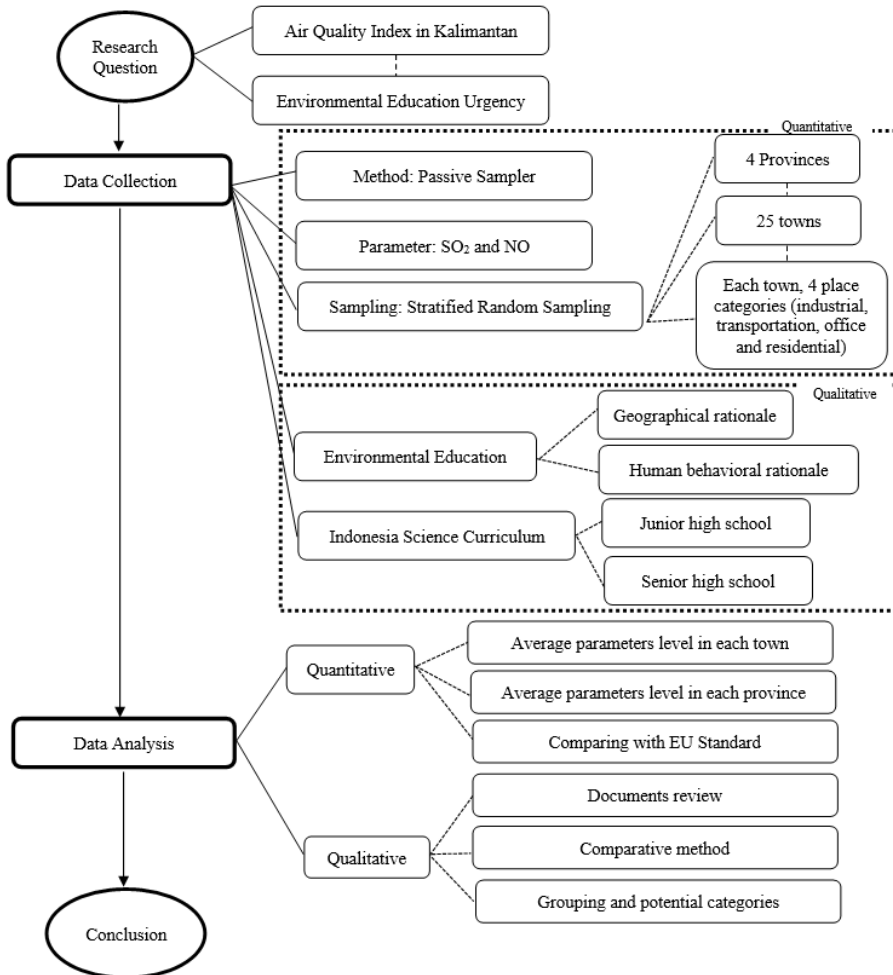 Research
Question
Air Quality Index in Kalimantan
Environmental Education Urgency
Data Collection
Quantitative
Method: Passive Sampler
Parameter: SO₂ and NO
Sampling: Stratified Random Sampling
4 Provinces
25 towns
Each town, 4 place
categories (industrial,
transportation, office
and residential)
Qualitative
Environmental Education
Geographical rationale
Human behavioral rationale
Indonesia Science Curriculum
Junior high school
Senior high school
Data Analysis
Quantitative
Average parameters level in each town
Average parameters level in each province
Comparing with EU Standard
Qualitative
Documents review
Comparative method
Grouping and potential categories
Conclusion